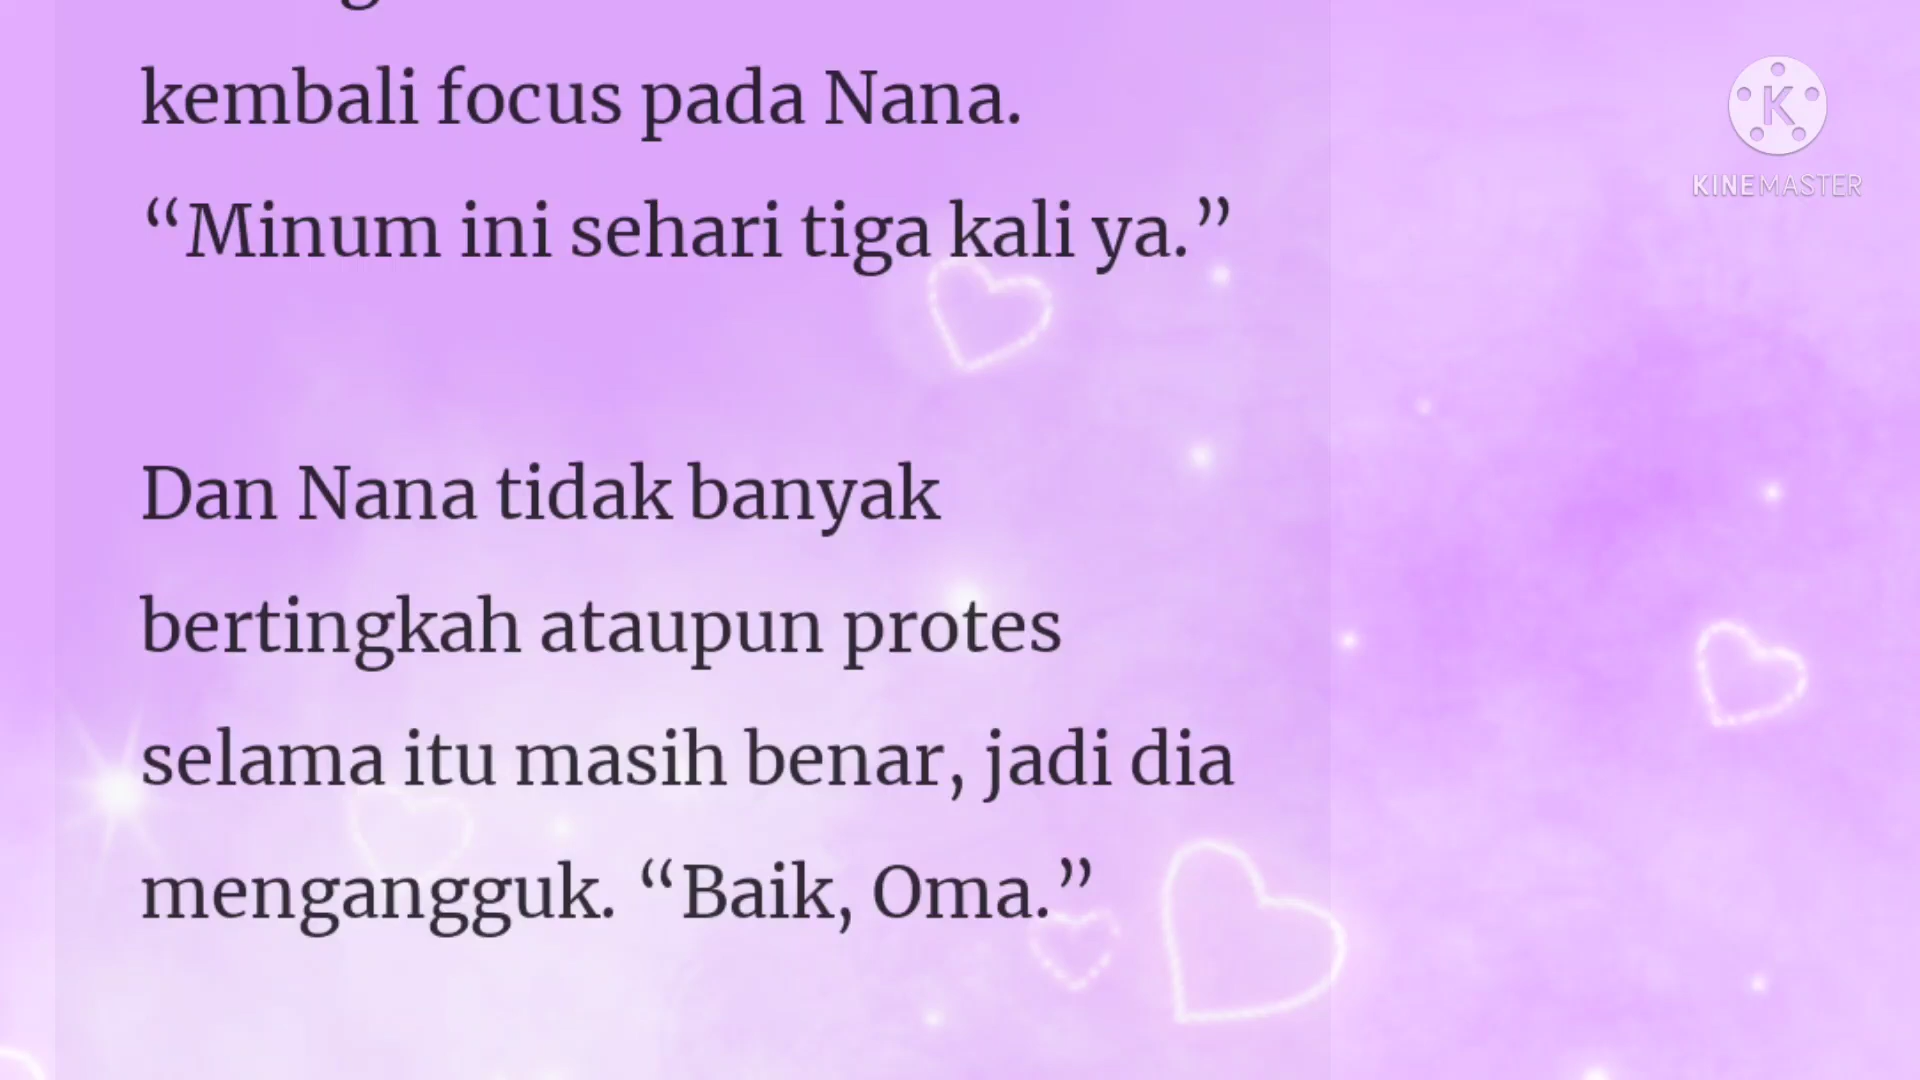 kembali focus pada Nana.
“Minum ini sehari tiga kali ya.”
Dan Nana tidak banyak
bertingkah ataupun protes
selama itu masih benar, jadi dia
mengangguk. “Baik, Oma.”
K
KINEMASTER